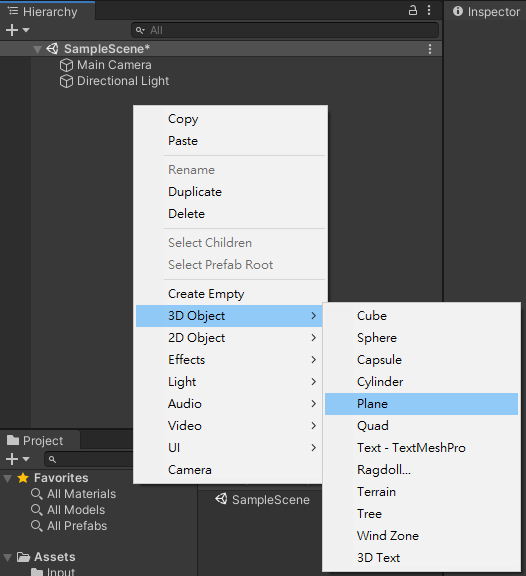 Hierarchy
Inspector
All
SampleScene*
Main Camera
Directional Light
Copy
Paste
Rename
Duplicate
Delete
Select Children
Select Prefab Root
Create Empty
3D Object
2D Object
Effects
Light
Audio
Video
UI
Camera
Cube
Sphere
Capsule
Cylinder
Plane
Quad
Text - TextMeshPro
Ragdoll...
Terrain
Tree
Wind Zone
3D Text
Project
Favorites
All Materials
All Models
All Prefabs
Assets
Input
SampleScene